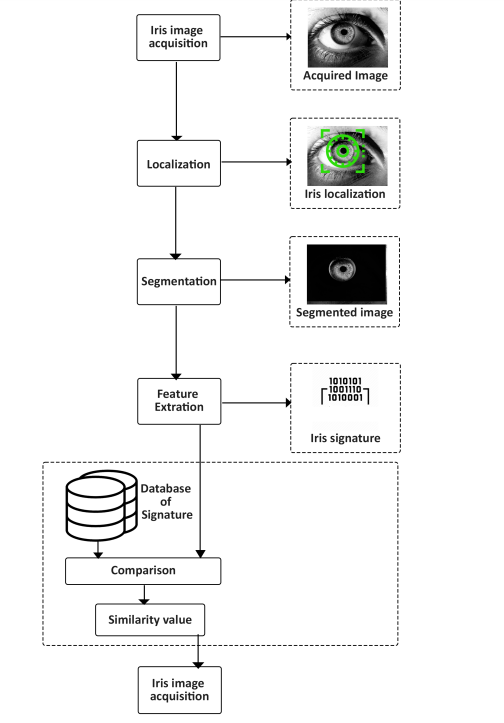 Iris image
acquisition
Acquired Image
Localization
Iris localization
Segmentation
Segmented image
Feature
Extration
1010101
1001110
1010001
Iris signature
Database
of
Signature
Comparison
Similarity value
Iris image
acquisition